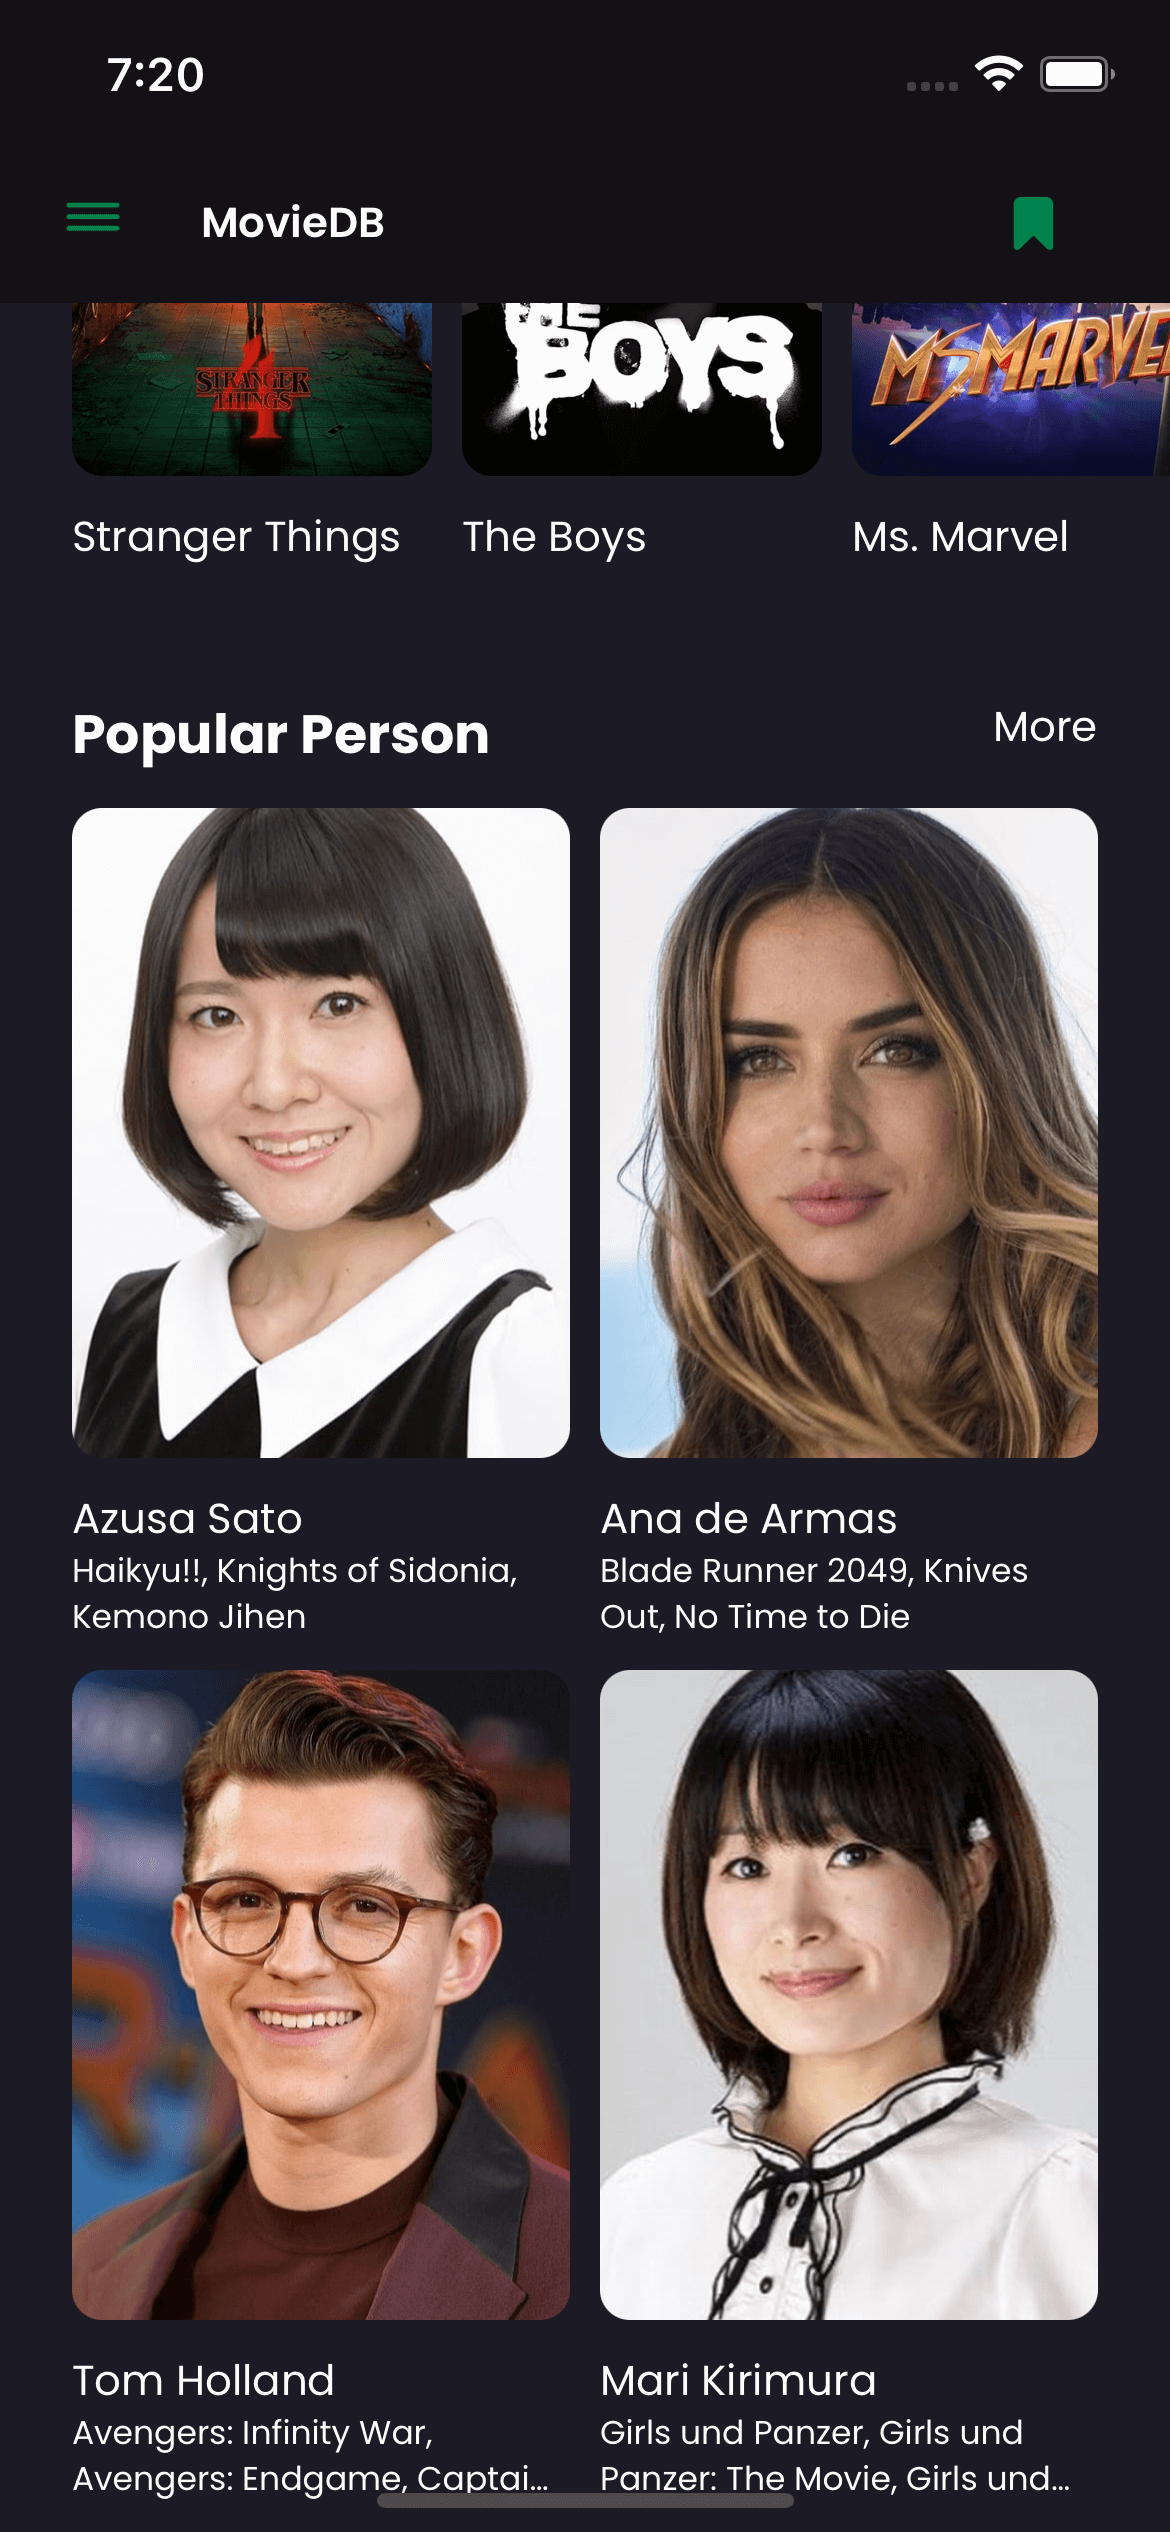 7:20
MovieDB
STRANGER
THINGS
4
THE
BOYS
MS MARVEL
Stranger Things
The Boys
Ms. Marvel
Popular Person
More
Azusa Sato
Haikyu!!, Knights of Sidonia,
Kemono Jihen
Ana de Armas
Blade Runner 2049, Knives
Out, No Time to Die
Tom Holland
Avengers: Infinity War,
Avengers: Endgame, Captai...
Mari Kirimura
Girls und Panzer, Girls und
Panzer: The Movie, Girls und...